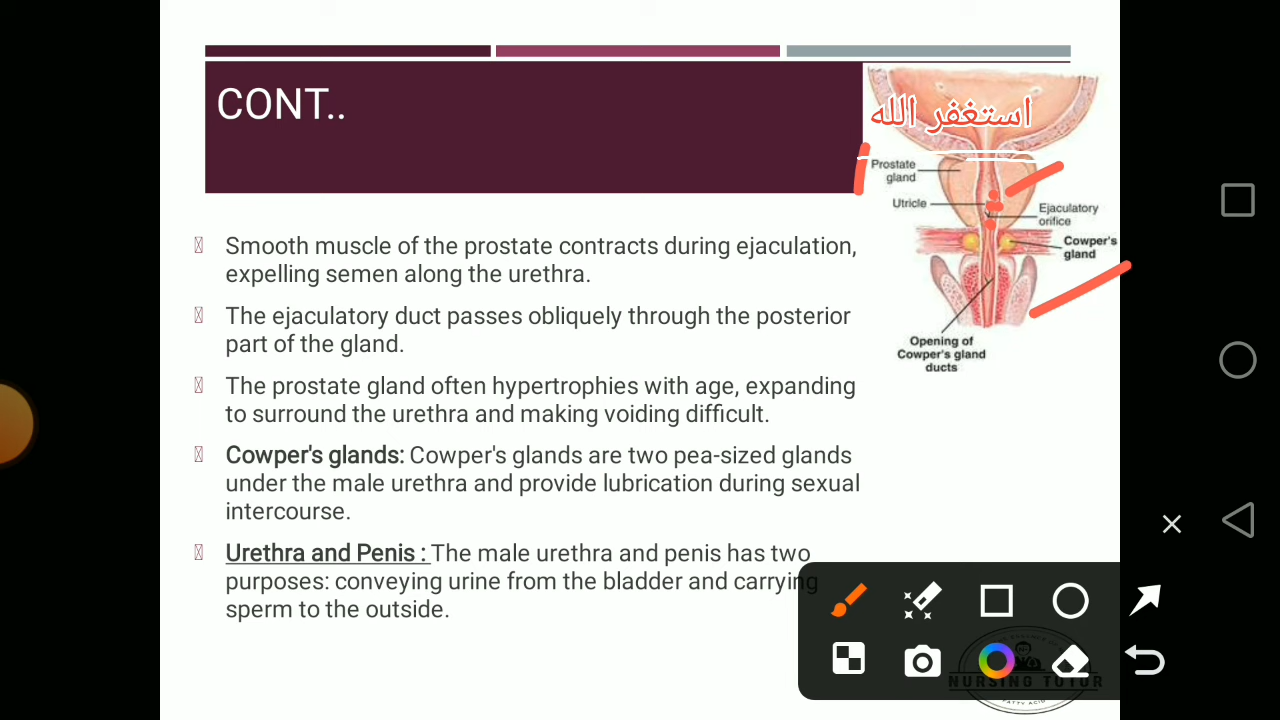 CONT..
استغفر الله
Prostate
gland
Utricle
Ejaculatory
orifice
Cowper's
gland
Opening of
Cowper's gland
ducts
Smooth muscle of the prostate contracts during ejaculation,
expelling semen along the urethra.
The ejaculatory duct passes obliquely through the posterior
part of the gland.
The prostate gland often hypertrophies with age, expanding
to surround the urethra and making voiding difficult.
Cowper's glands: Cowper's glands are two pea-sized glands
under the male urethra and provide lubrication during sexual
intercourse.
Urethra and Penis : The male urethra and penis has two
purposes: conveying urine from the bladder and carrying
sperm to the outside.
NURSING TUTOR